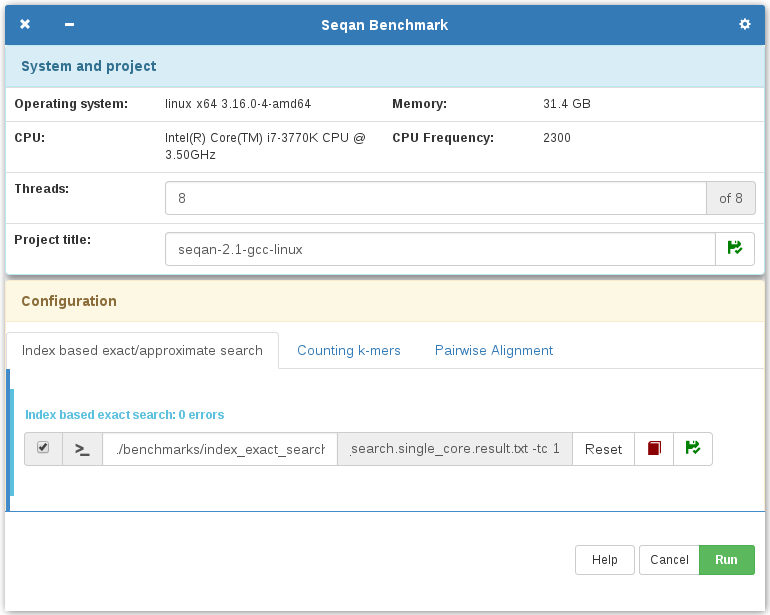 Seqan Benchmark
System and project
Operating system: linux x64 3.16.0-4-amd64 Memory: 31.4 GB
CPU: Intel(R) Core(TM) i7-3770K CPU @ CPU Frequency: 2300
3.50GHz
Threads: 8 of 8
Project title: seqan-2.1-gcc-linux
Configuration
Index based exact/approximate search Counting k-mers Pairwise Alignment
Index based exact search: 0 errors
>_ ./benchmarks/index_exact_search _search.single_core.result.txt -tc 1 Reset
Help Cancel Run